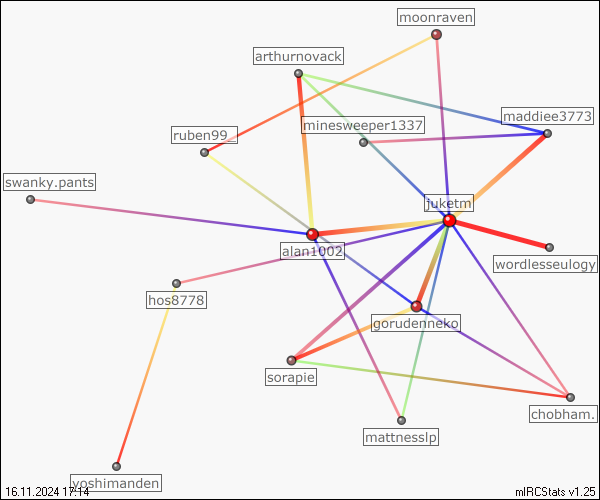 moonraven
arthurnovack
maddiee3773
minesweeper1337
ruben99_
swanky.pants
juketm
alan1002
wordlesseulogy
hos8778
gorudenneko
sorapie
chobham.
mattnesslp
yoshimanden
16.11.2024 17:14
mIRCStats v1.25